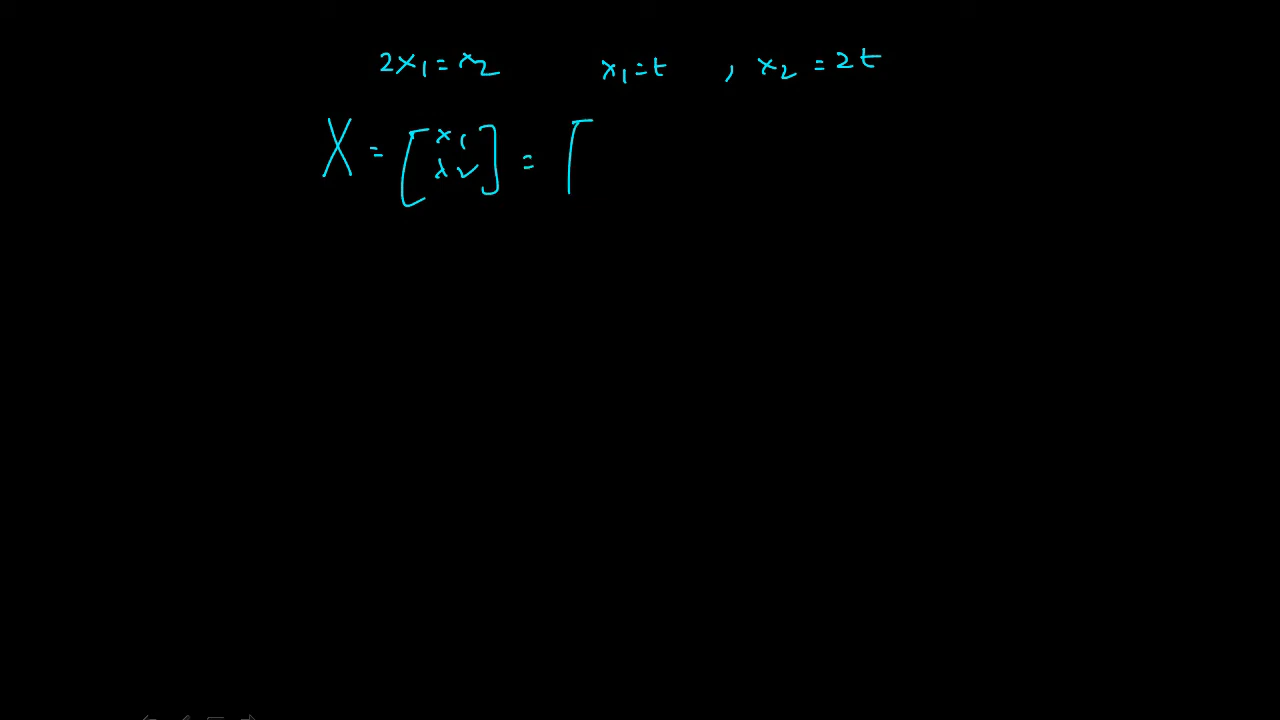 2x₁ = x₂ x₁ = t , x₂ = 2t
X = [x₁ x₂] = [